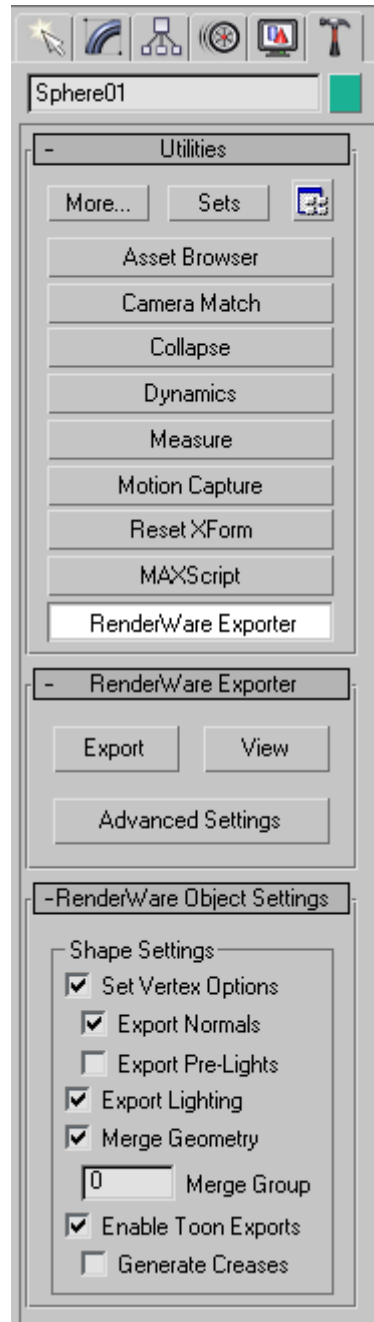 Sphere01
- Utilities
More... Sets
Asset Browser
Camera Match
Collapse
Dynamics
Measure
Motion Capture
Reset XForm
MAXScript
RenderWare Exporter
- RenderWare Exporter
Export View
Advanced Settings
-RenderWare Object Settings
Shape Settings
Set Vertex Options
Export Normals
Export Pre-Lights
Export Lighting
Merge Geometry
0 Merge Group
Enable Toon Exports
Generate Creases